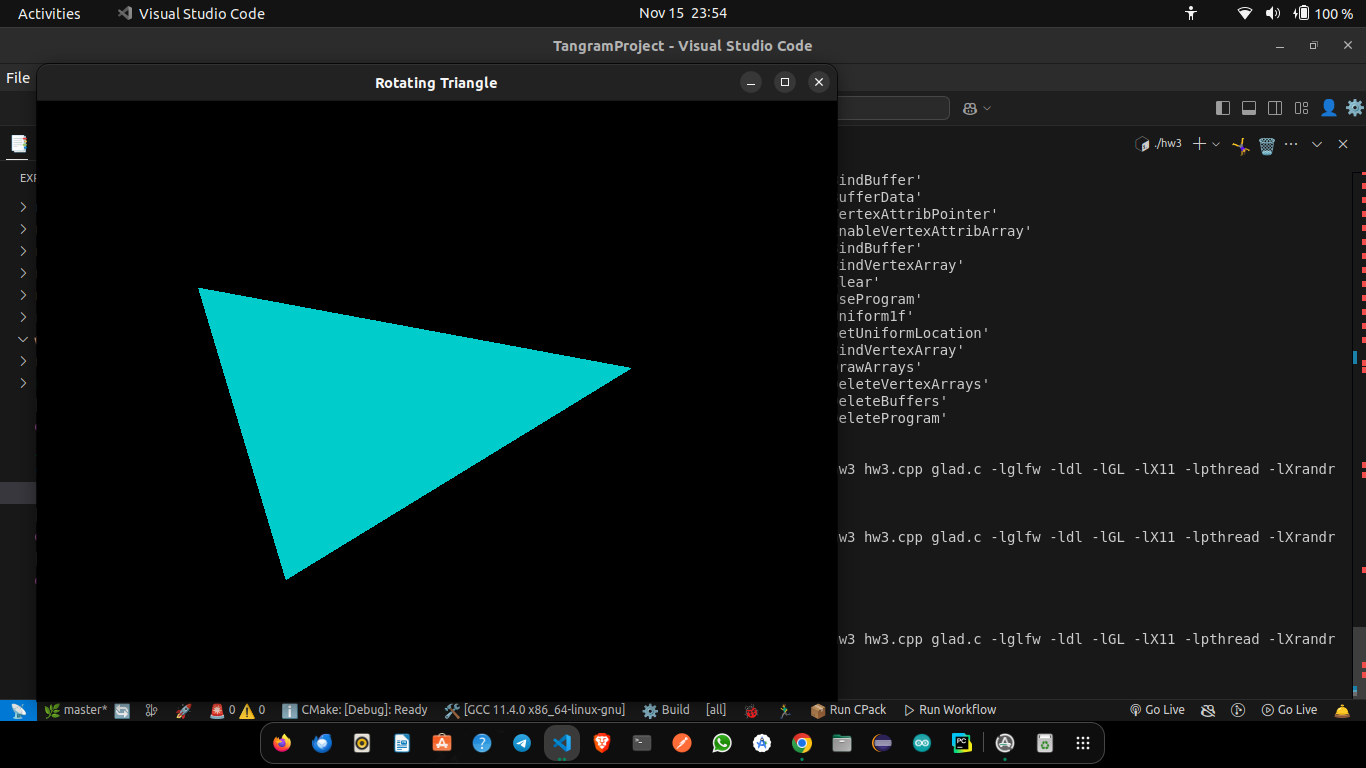 Activities
Visual Studio Code
Nov 15 23:54
100 %
TangramProject - Visual Studio Code
File
Rotating Triangle
./hw3
EXP
indBuffer'
ufferData'
ertexAttribPointer'
nableVertexAttribArray'
indBuffer'
indVertexArray'
lear'
seProgram'
niform1f'
etUniformLocation'
indVertexArray'
rawArrays'
eleteVertexArrays'
eleteBuffers'
eleteProgram'
w3 hw3.cpp glad.c -lglfw -ldl -lGL -lX11 -lpthread -lXrandr
w3 hw3.cpp glad.c -lglfw -ldl -lGL -lX11 -lpthread -lXrandr
w3 hw3.cpp glad.c -lglfw -ldl -lGL -lX11 -lpthread -lXrandr
master*
0
0
CMake: [Debug]: Ready
[GCC 11.4.0 x86_64-linux-gnu]
Build
[all]
Run CPack
Run Workflow
Go Live
Go Live
PC